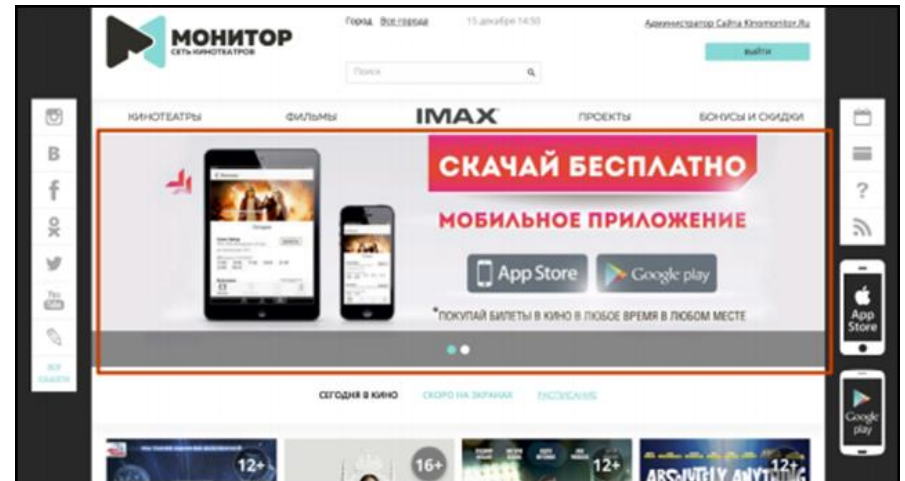 МОНИТОР
СЕТЬ КИНОТЕАТРОВ
Город Все города
15 декабря 14:50
Администратор Сайта Kinomonitor.Ru
выйти
Поиск
КИНОТЕАТРЫ
ФИЛЬМЫ
IMAX
ПРОЕКТЫ
БОНУСЫ И СКИДКИ
СКАЧАЙ БЕСПЛАТНО
МОБИЛЬНОЕ ПРИЛОЖЕНИЕ
App Store
Google play
*ПОКУПАЙ БИЛЕТЫ В КИНО В ЛЮБОЕ ВРЕМЯ В ЛЮБОМ МЕСТЕ
You
Tube
App
Store
Google
play
СЕГОДНЯ В КИНО
СКОРО НА ЭКРАНАХ
РАСПИСАНИЕ
12+
16+
12+
12+
ABSOLUTELY ANYTHING